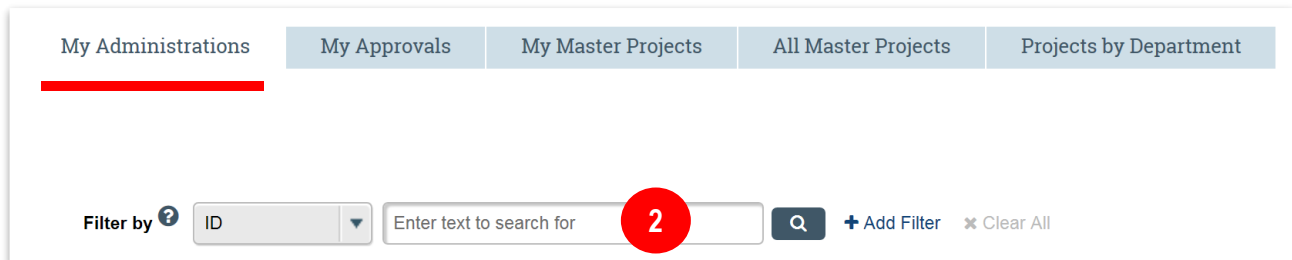 My Administrations My Approvals My Master Projects All Master Projects Projects by Department
Filter by ? ID Enter text to search for 2 + Add Filter × Clear All